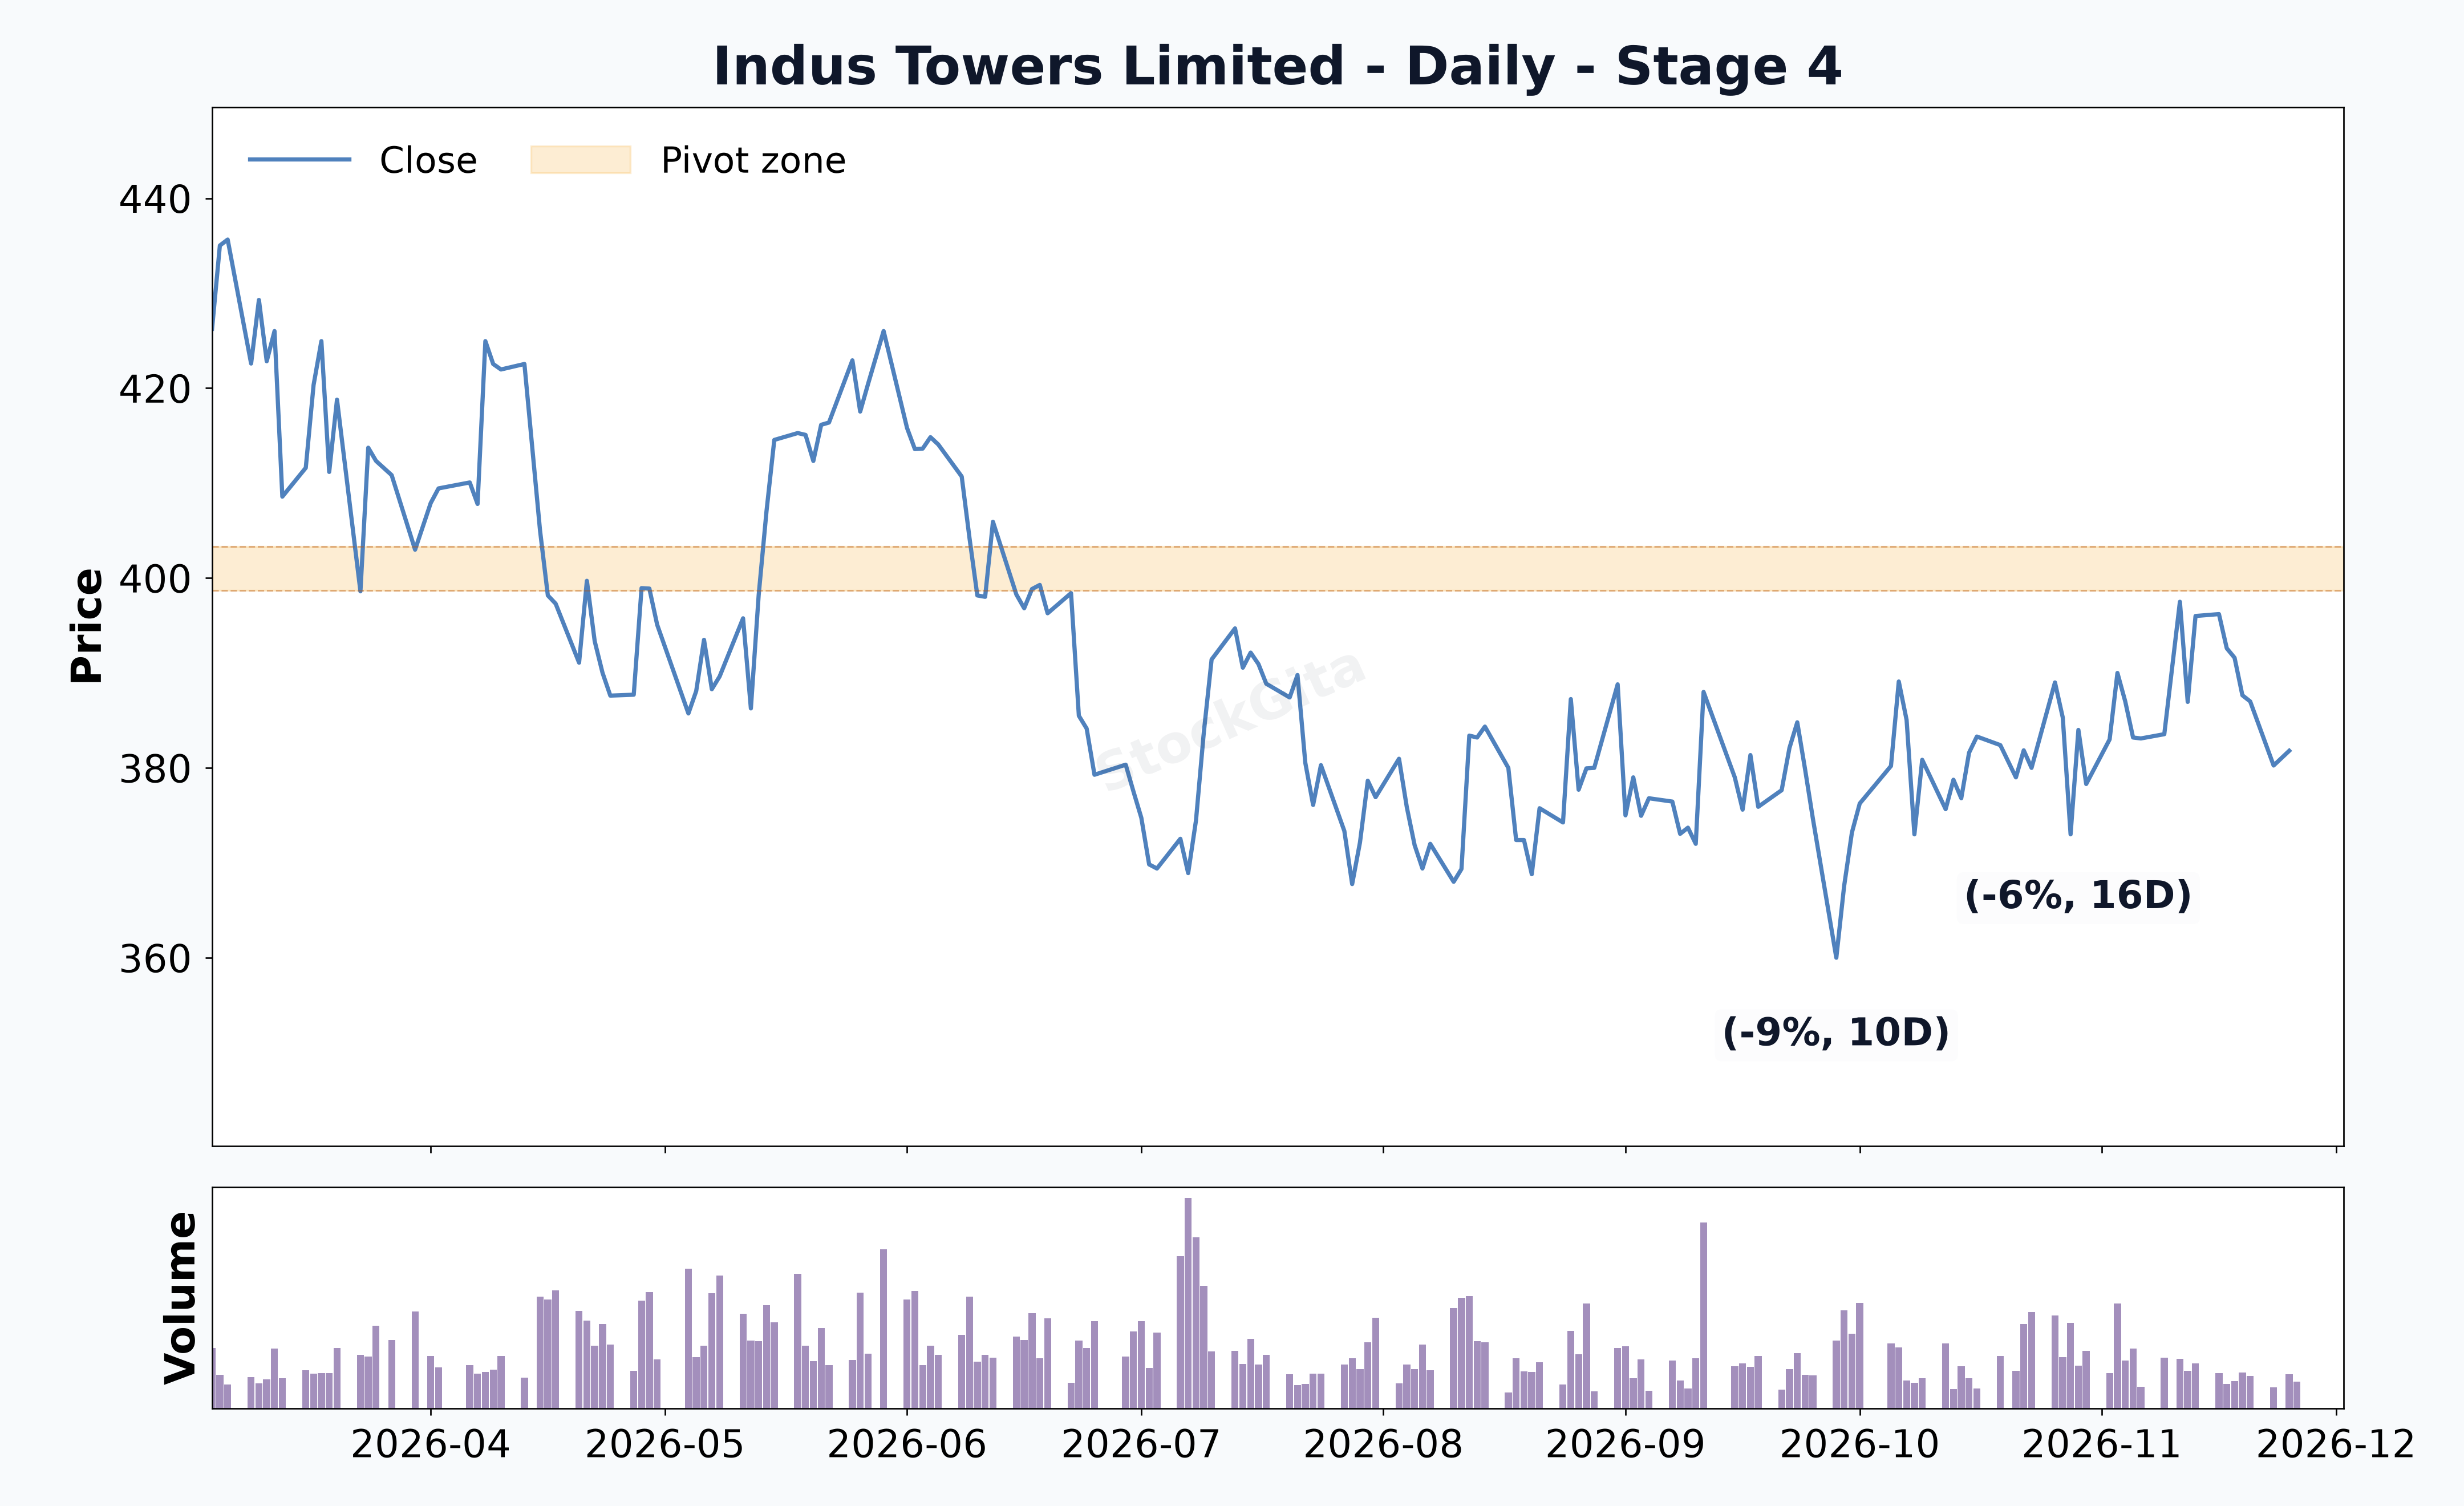 Indus Towers Limited - Daily - Stage 4
Close
Pivot zone
Price
440
420
400
380
360
StockGita
(-6%, 16D)
(-9%, 10D)
Volume
2026-04
2026-05
2026-06
2026-07
2026-08
2026-09
2026-10
2026-11
2026-12